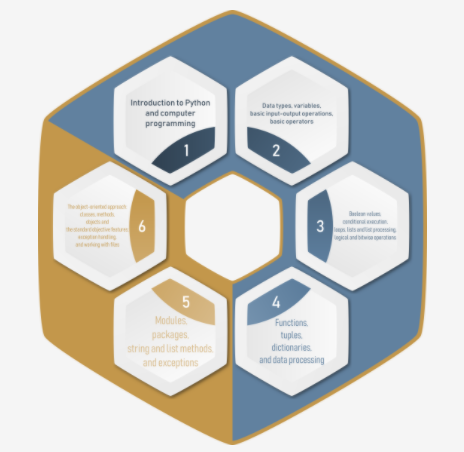 Introduction to Python
and computer
programming
1
Data types, variables,
basic input-output operations,
basic operators
2
3
Boolean values,
conditional execution,
loops, lists and list processing,
logical and bitwise operations
4
Functions,
tuples,
dictionaries,
and data processing
5
Modules,
packages,
string and list methods,
and exceptions
The object-oriented approach:
classes, methods,
objects, and
the standard objective features;
exception handling,
and working with files
6